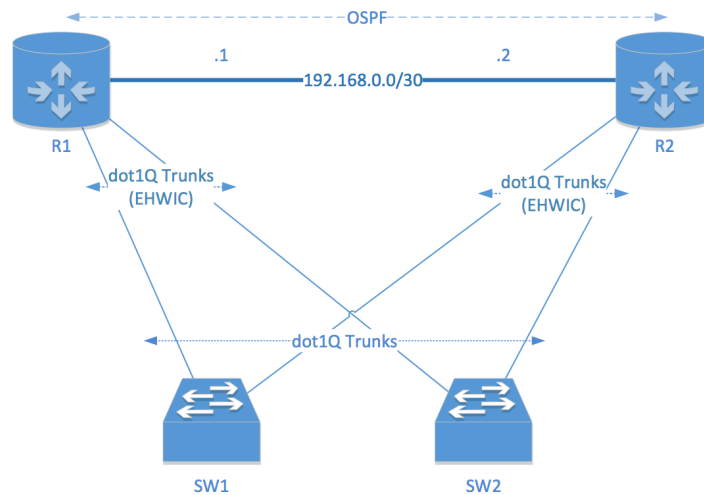 OSPF
.1
.2
192.168.0.0/30
R1
R2
dot1Q Trunks
(EHWIC)
dot1Q Trunks
(EHWIC)
dot1Q Trunks
SW1
SW2